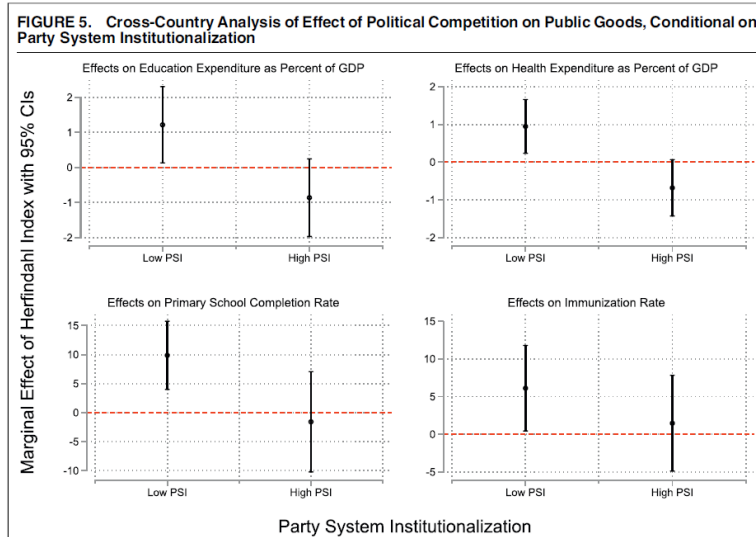 FIGURE 5. Cross-Country Analysis of Effect of Political Competition on Public Goods, Conditional on
Party System Institutionalization
Marginal Effect of Herfindahl Index with 95% CIs
Effects on Education Expenditure as Percent of GDP
2
1
0
-1
-2
Low PSI High PSI
Effects on Health Expenditure as Percent of GDP
2
1
0
-1
-2
Low PSI High PSI
Effects on Primary School Completion Rate
15
10
5
0
-5
-10
Low PSI High PSI
Effects on Immunization Rate
15
10
5
0
-5
Low PSI High PSI
Party System Institutionalization